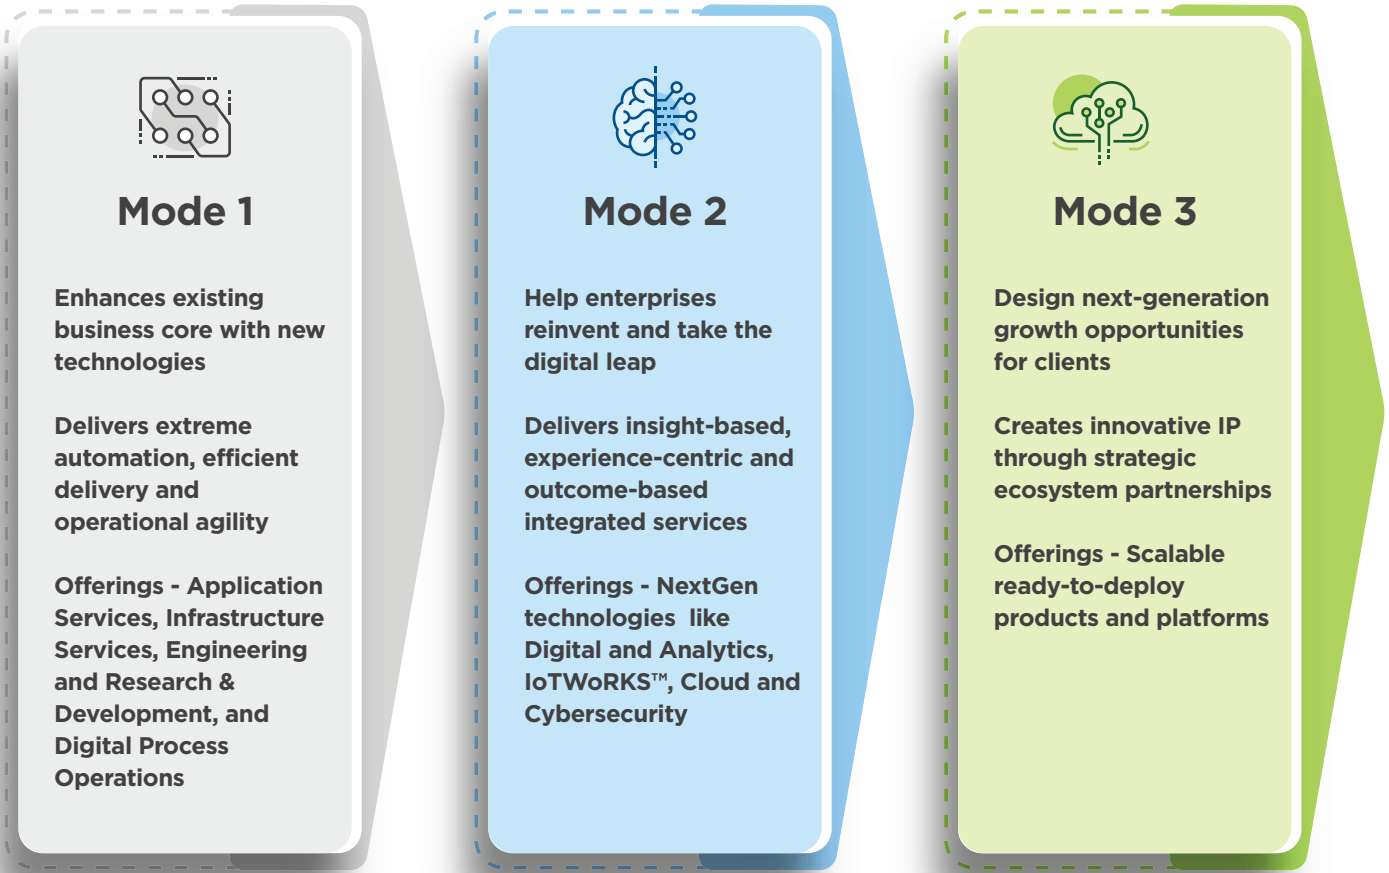 Mode 1
Enhances existing
business core with new
technologies
Delivers extreme
automation, efficient
delivery and
operational agility
Offerings - Application
Services, Infrastructure
Services, Engineering
and Research &
Development, and
Digital Process
Operations
Mode 2
Help enterprises
reinvent and take the
digital leap
Delivers insight-based,
experience-centric and
outcome-based
integrated services
Offerings - NextGen
technologies  like
Digital and Analytics,
IoTWoRKS™, Cloud and
Cybersecurity
Mode 3
Design next-generation
growth opportunities
for clients
Creates innovative IP
through strategic
ecosystem partnerships
Offerings - Scalable
ready-to-deploy
products and platforms